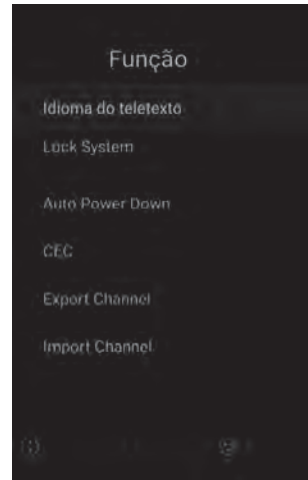 Função
Idioma do teletexto
Lock System
Auto Power Down
CEC
Export Channel
Import Channel